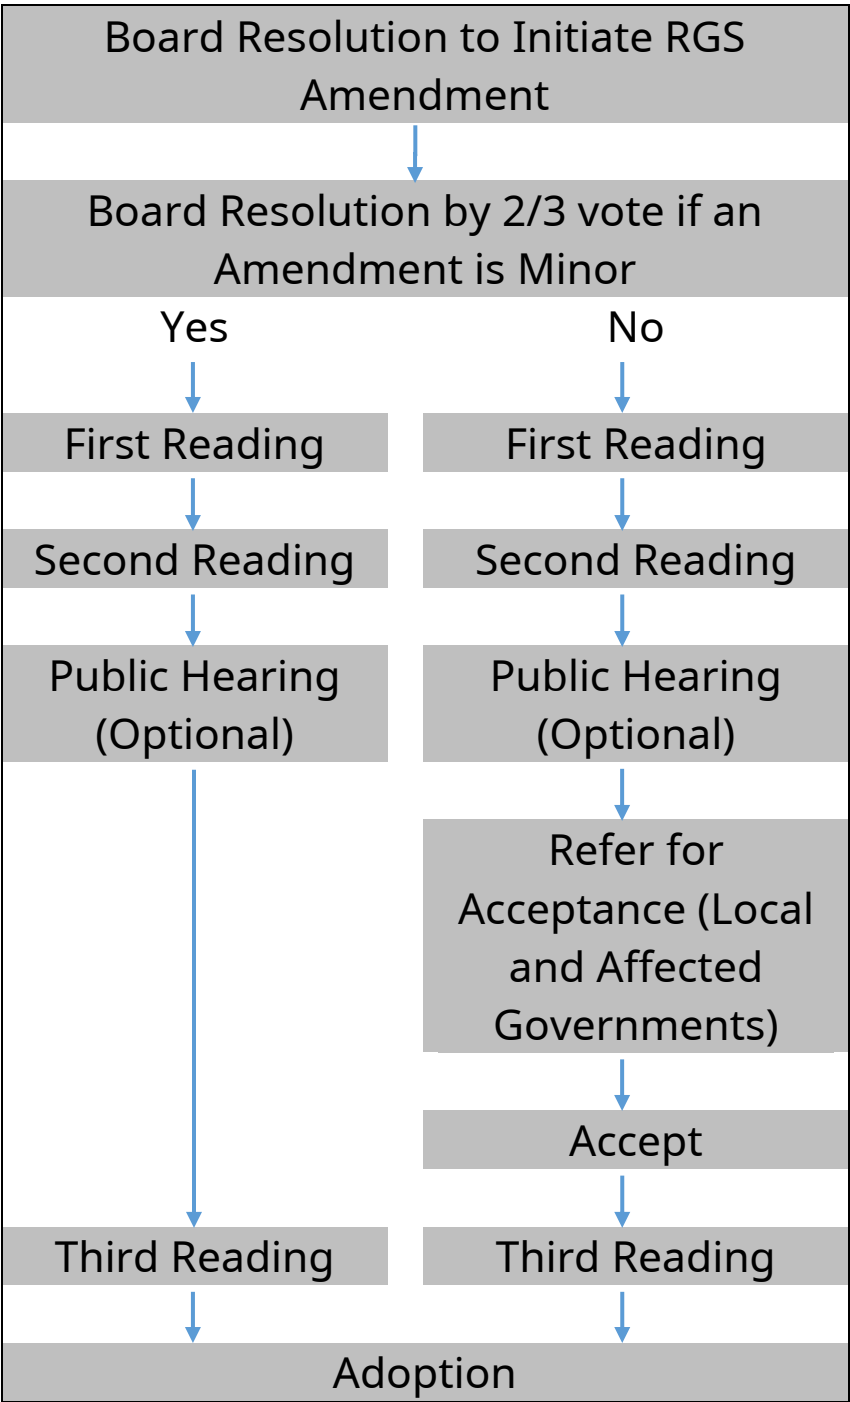 Board Resolution to Initiate RGS
Amendment
Board Resolution by 2/3 vote if an
Amendment is Minor
Yes
No
First Reading
First Reading
Second Reading
Second Reading
Public Hearing
(Optional)
Public Hearing
(Optional)
Refer for
Acceptance (Local
and Affected
Governments)
Accept
Third Reading
Third Reading
Adoption